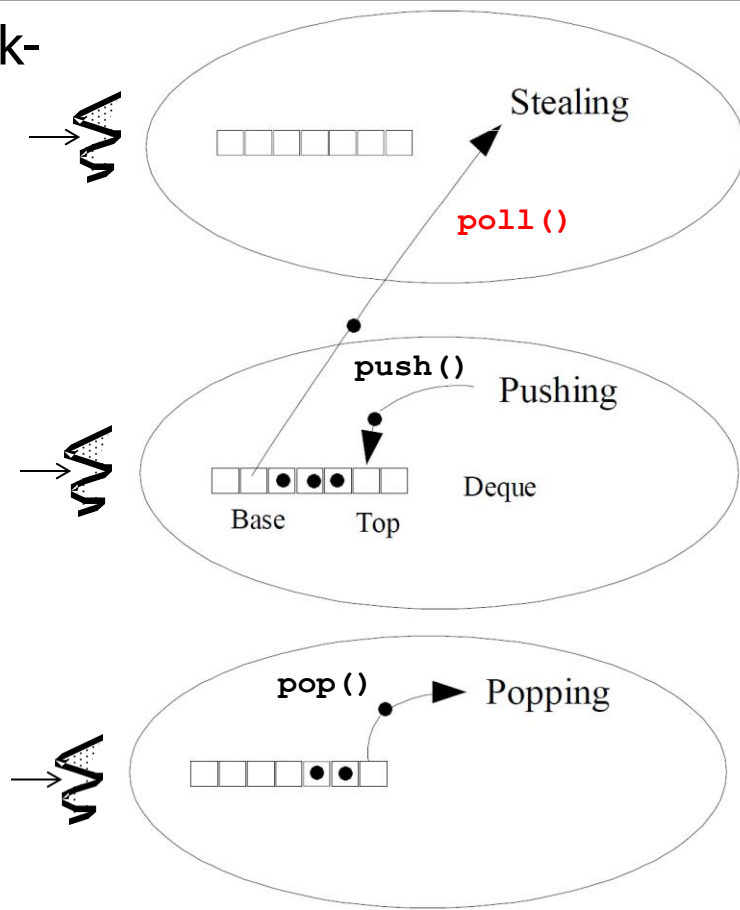 k-
Stealing
poll()
push()
Pushing
Deque
Base
Top
pop()
Popping